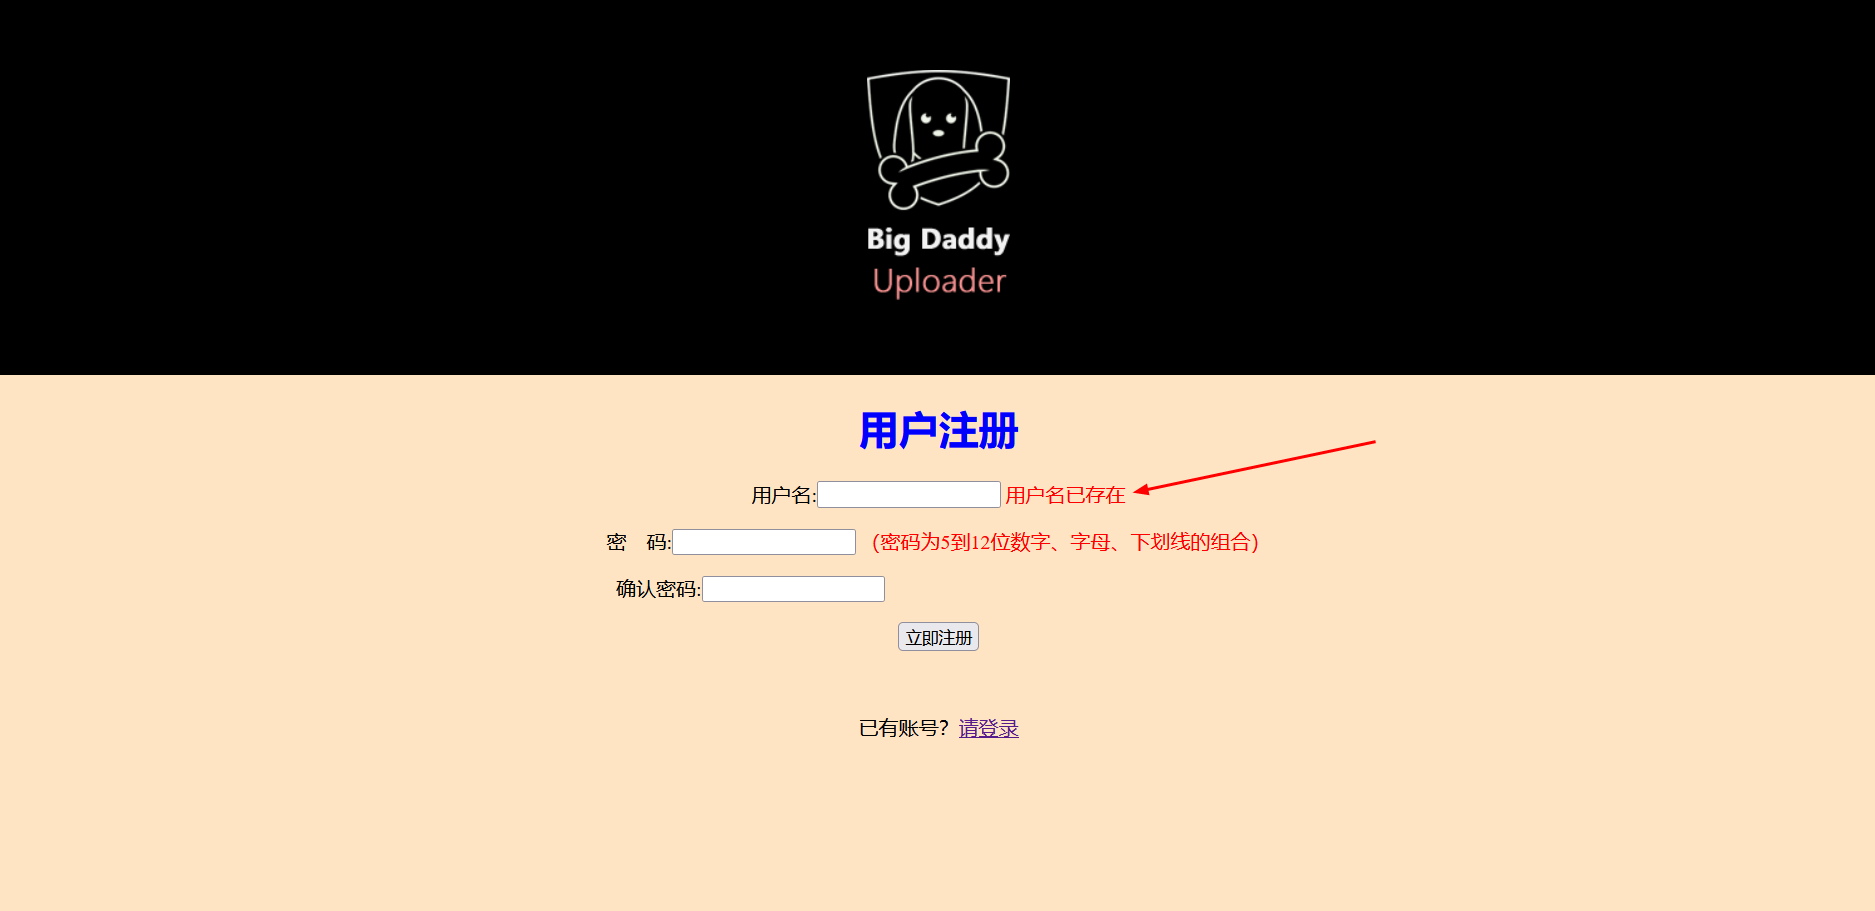 Big Daddy
Uploader
用户注册
用户名: 用户名已存在
密 码: （密码为5到12位数字、字母、下划线的组合）
确认密码:
立即注册
已有账号？请登录